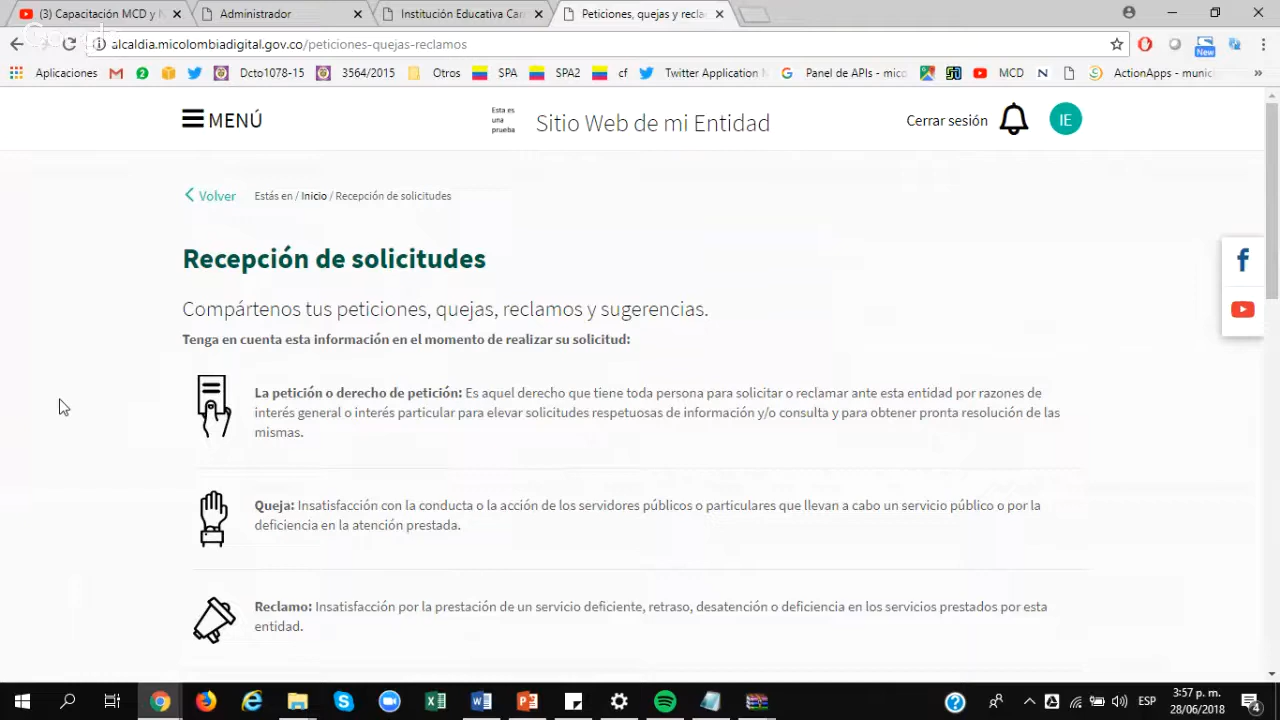 (3) Capacitación MCD y N
Administrador
Institución Educativa Carr
Peticiones, quejas y recla
alcaldia.micolombiadigital.gov.co/peticiones-quejas-reclamos
New
Aplicaciones
Dcto1078-15
3564/2015
Otros
SPA
SPA2
cf
Twitter Application
Panel de APIs - mico
MCD
N
ActionApps - munic
»
MENÚ
Esta es
una
prueba
Sitio Web de mi Entidad
Cerrar sesión
IE
Volver
Estás en / Inicio / Recepción de solicitudes
Recepción de solicitudes
Compártenos tus peticiones, quejas, reclamos y sugerencias.
Tenga en cuenta esta información en el momento de realizar su solicitud:
La petición o derecho de petición: Es aquel derecho que tiene toda persona para solicitar o reclamar ante esta entidad por razones de
interés general o interés particular para elevar solicitudes respetuosas de información y/o consulta y para obtener pronta resolución de las
mismas.
Queja: Insatisfacción con la conducta o la acción de los servidores públicos o particulares que llevan a cabo un servicio público o por la
deficiencia en la atención prestada.
Reclamo: Insatisfacción por la prestación de un servicio deficiente, retraso, desatención o deficiencia en los servicios prestados por esta
entidad.
ESP
3:57 p. m.
28/06/2018
4